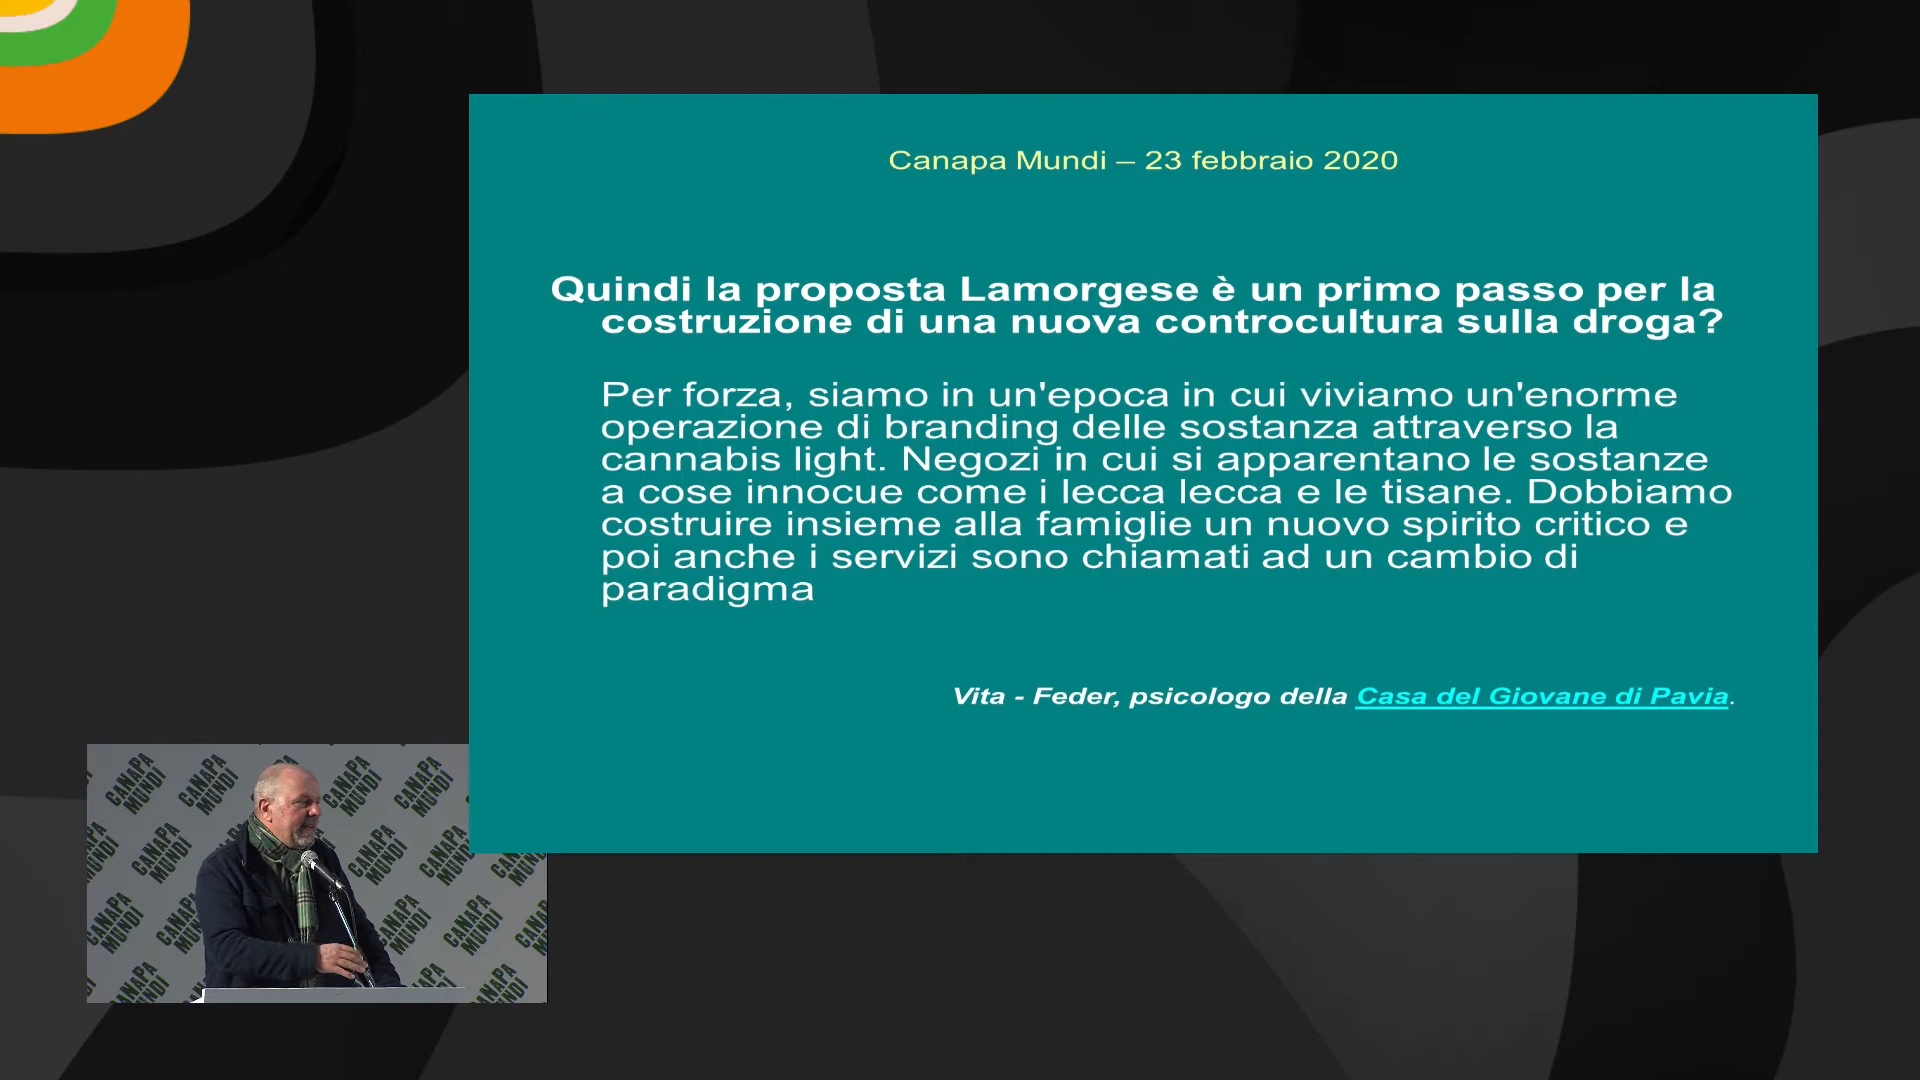 Canapa Mundi – 23 febbraio 2020
Quindi la proposta Lamorgese è un primo passo per la
costruzione di una nuova controcultura sulla droga?
Per forza, siamo in un'epoca in cui viviamo un'enorme
operazione di branding delle sostanza attraverso la
cannabis light. Negozi in cui si apparentano le sostanze
a cose innocue come i lecca lecca e le tisane. Dobbiamo
costruire insieme alla famiglie un nuovo spirito critico e
poi anche i servizi sono chiamati ad un cambio di
paradigma
Vita - Feder, psicologo della Casa del Giovane di Pavia.
CANAPA
MUNDI